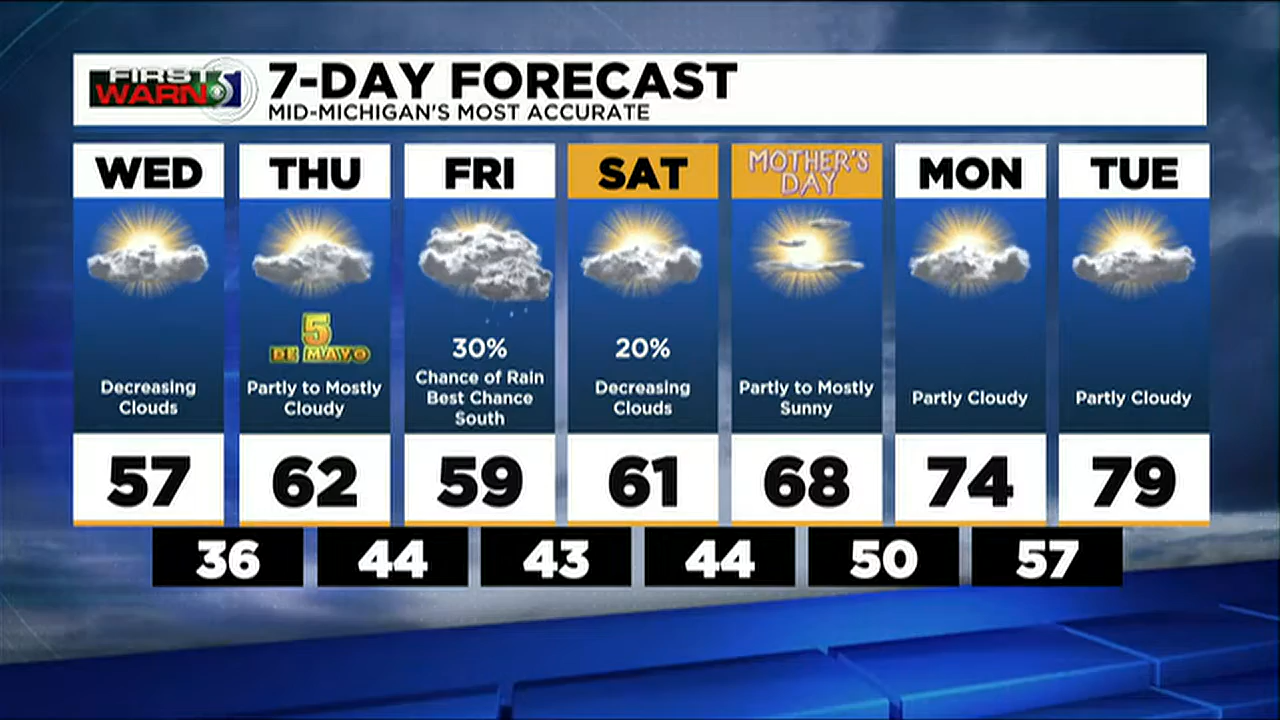 FIRST WARN 5
7-DAY FORECAST
MID-MICHIGAN'S MOST ACCURATE
WED
Decreasing
Clouds
57
THU
5
DE MAYO
Partly to Mostly
Cloudy
62
FRI
30%
Chance of Rain
Best Chance
South
59
SAT
20%
Decreasing
Clouds
61
MOTHER'S
DAY
Partly to Mostly
Sunny
68
MON
Partly Cloudy
74
TUE
Partly Cloudy
79
36
44
43
44
50
57